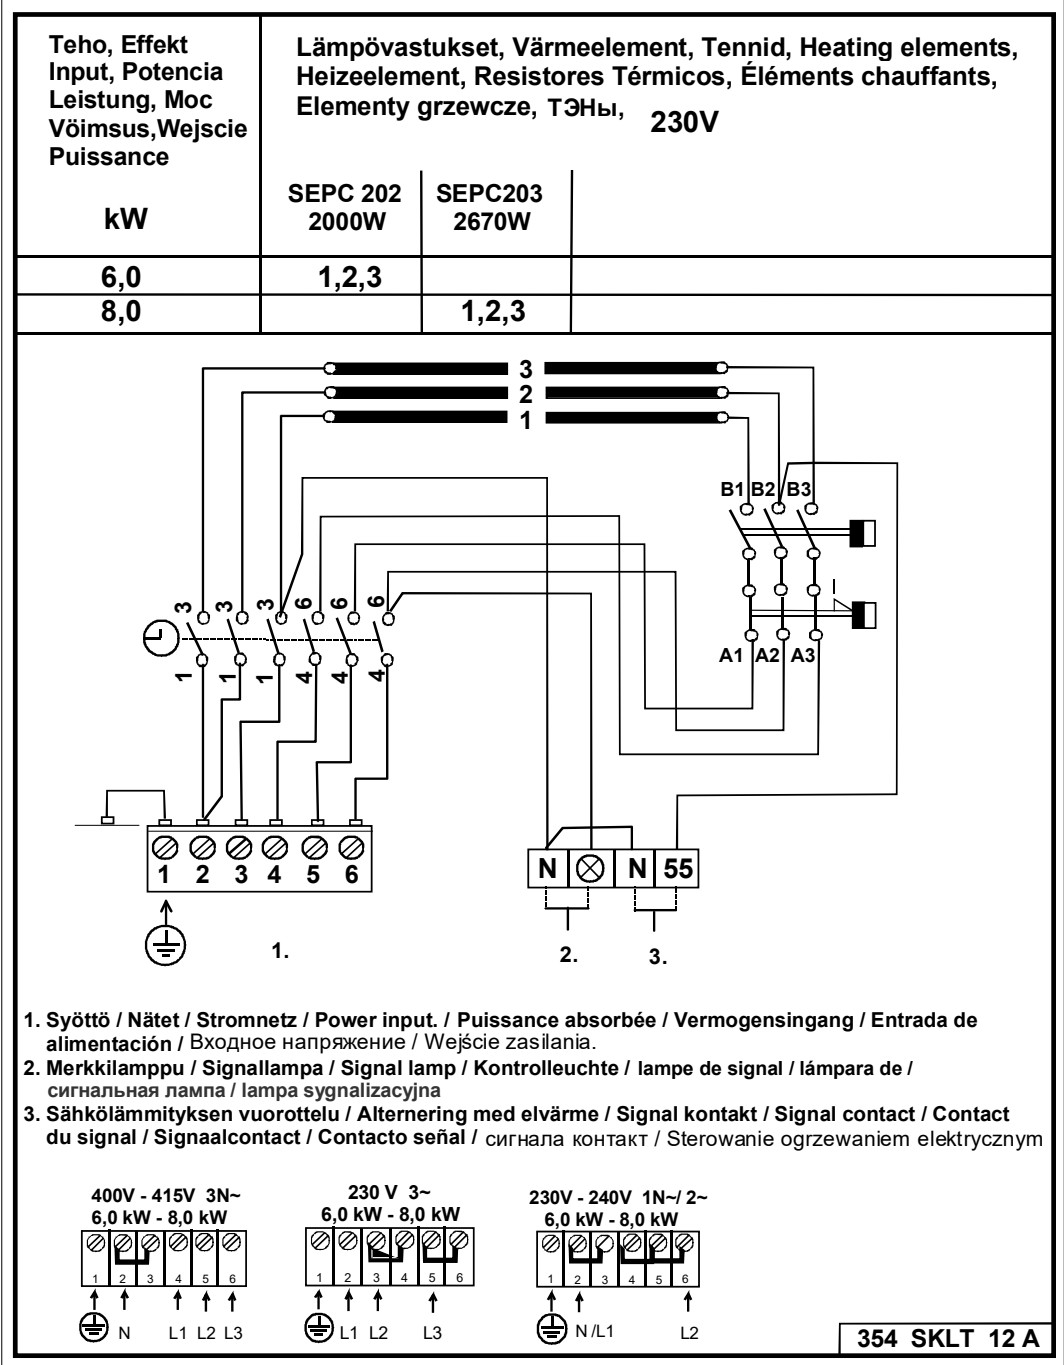 Teho, Effekt
Input, Potencia
Leistung, Moc
Vöimsus,Wejscie
Puissance
kW
Lämpövastukset, Värmeelement, Tennid, Heating elements,
Heizeelement, Resistores Térmicos, Éléments chauffants,
Elementy grzewcze, ТЭНы, 230V
SEPC 202 SEPC203
2000W 2670W
6,0 1,2,3
8,0 1,2,3
3
2
1
B1 B2 B3
3 3 3 6 6 6
1 1 1 4 4 4
I
A1 A2 A3
1 2 3 4 5 6
N N 55
1. 2. 3.
1. Syöttö / Nätet / Stromnetz / Power input. / Puissance absorbée / Vermogensingang / Entrada de
alimentación / Входное напряжение / Wejście zasilania.
2. Merkkilamppu / Signallampa / Signal lamp / Kontrolleuchte / lampe de signal / lámpara de /
сигнальная лампа / lampa sygnalizacyjna
3. Sähkölämmityksen vuorottelu / Alternering med elvärme / Signal kontakt / Signal contact / Contact
du signal / Signaalcontact / Contacto señal / сигнала контакт / Sterowanie ogrzewaniem elektrycznym
400V - 415V 3N~
6,0 kW - 8,0 kW
1 2 3 4 5 6
N L1 L2 L3
230 V 3~
6,0 kW - 8,0 kW
1 2 3 4 5 6
L1 L2 L3
230V - 240V 1N~/ 2~
6,0 kW - 8,0 kW
1 2 3 4 5 6
N /L1 L2
354 SKLT 12 A